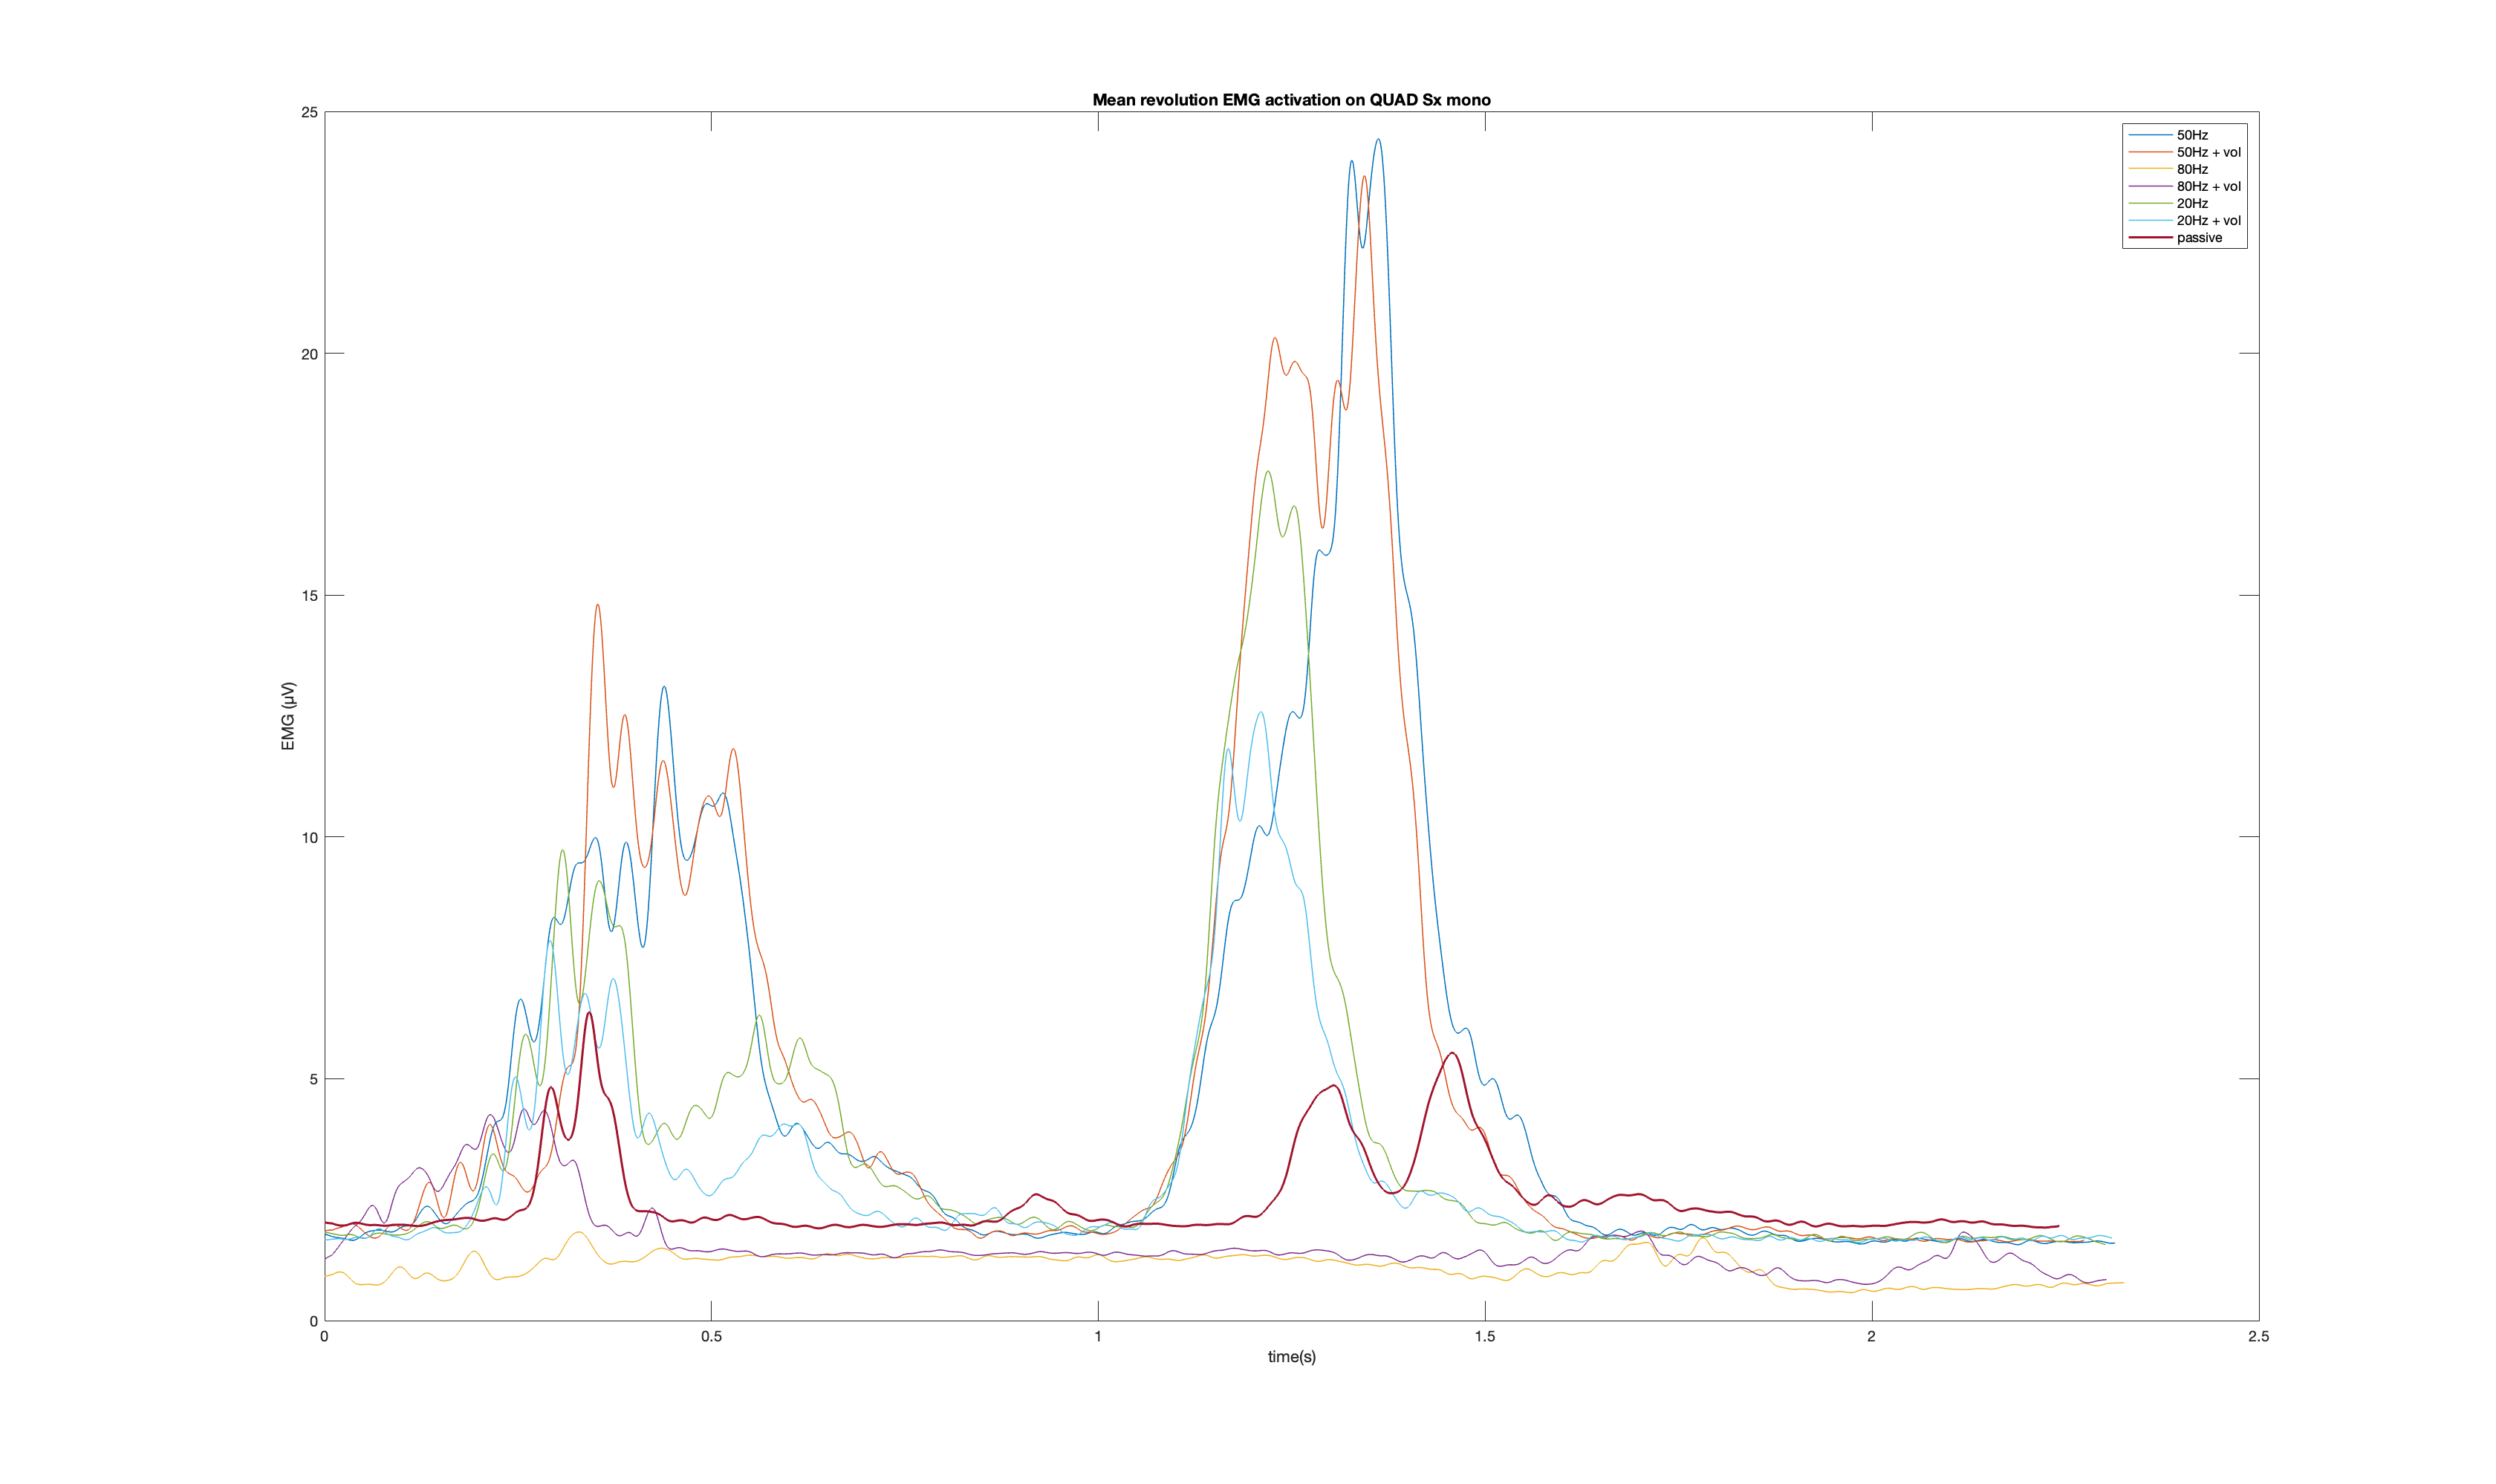 Mean revolution EMG activation on QUAD Sx mono
25
20
15
10
5
0
EMG (µV)
50Hz
50Hz + vol
80Hz
80Hz + vol
20Hz
20Hz + vol
passive
0 0.5 1 1.5 2 2.5
time(s)